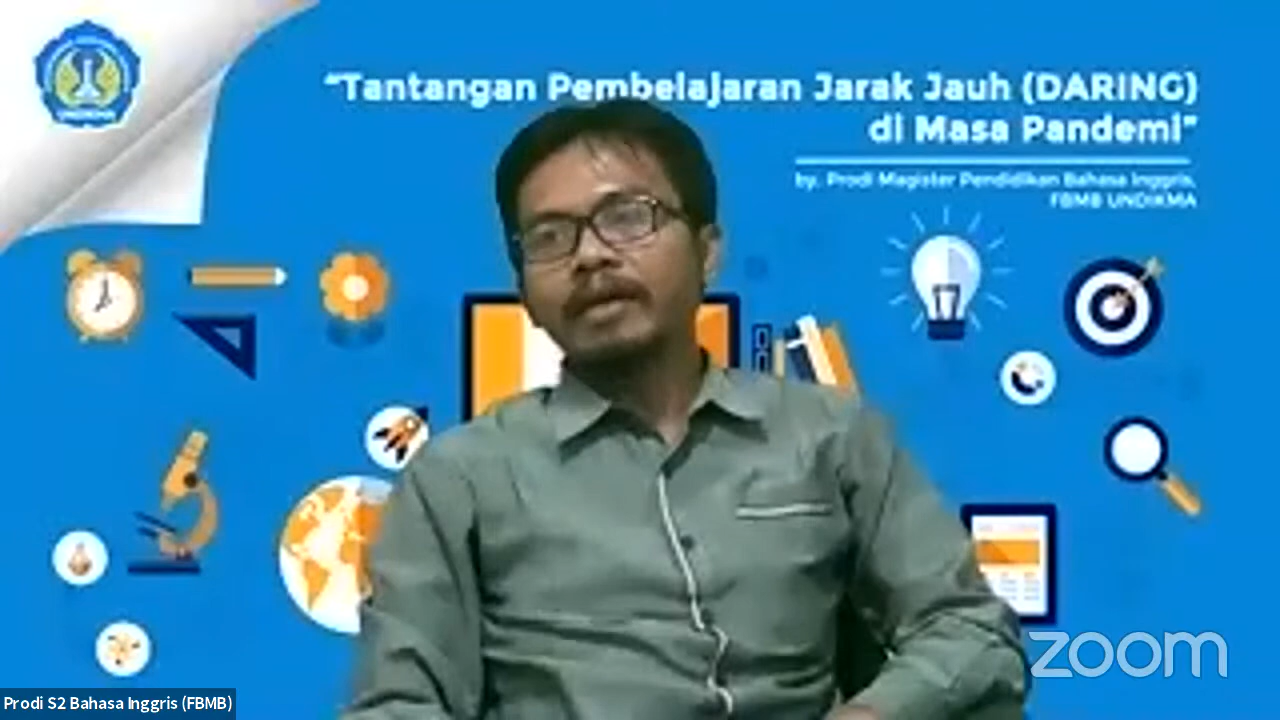 UNDIKMA
"Tantangan Pembelajaran Jarak Jauh (DARING)
di Masa Pandemi"
by. Prodi Magister Pendidikan Bahasa Inggris,
FBMB UNDIKMA
zoom
Prodi S2 Bahasa Inggris (FBMB)